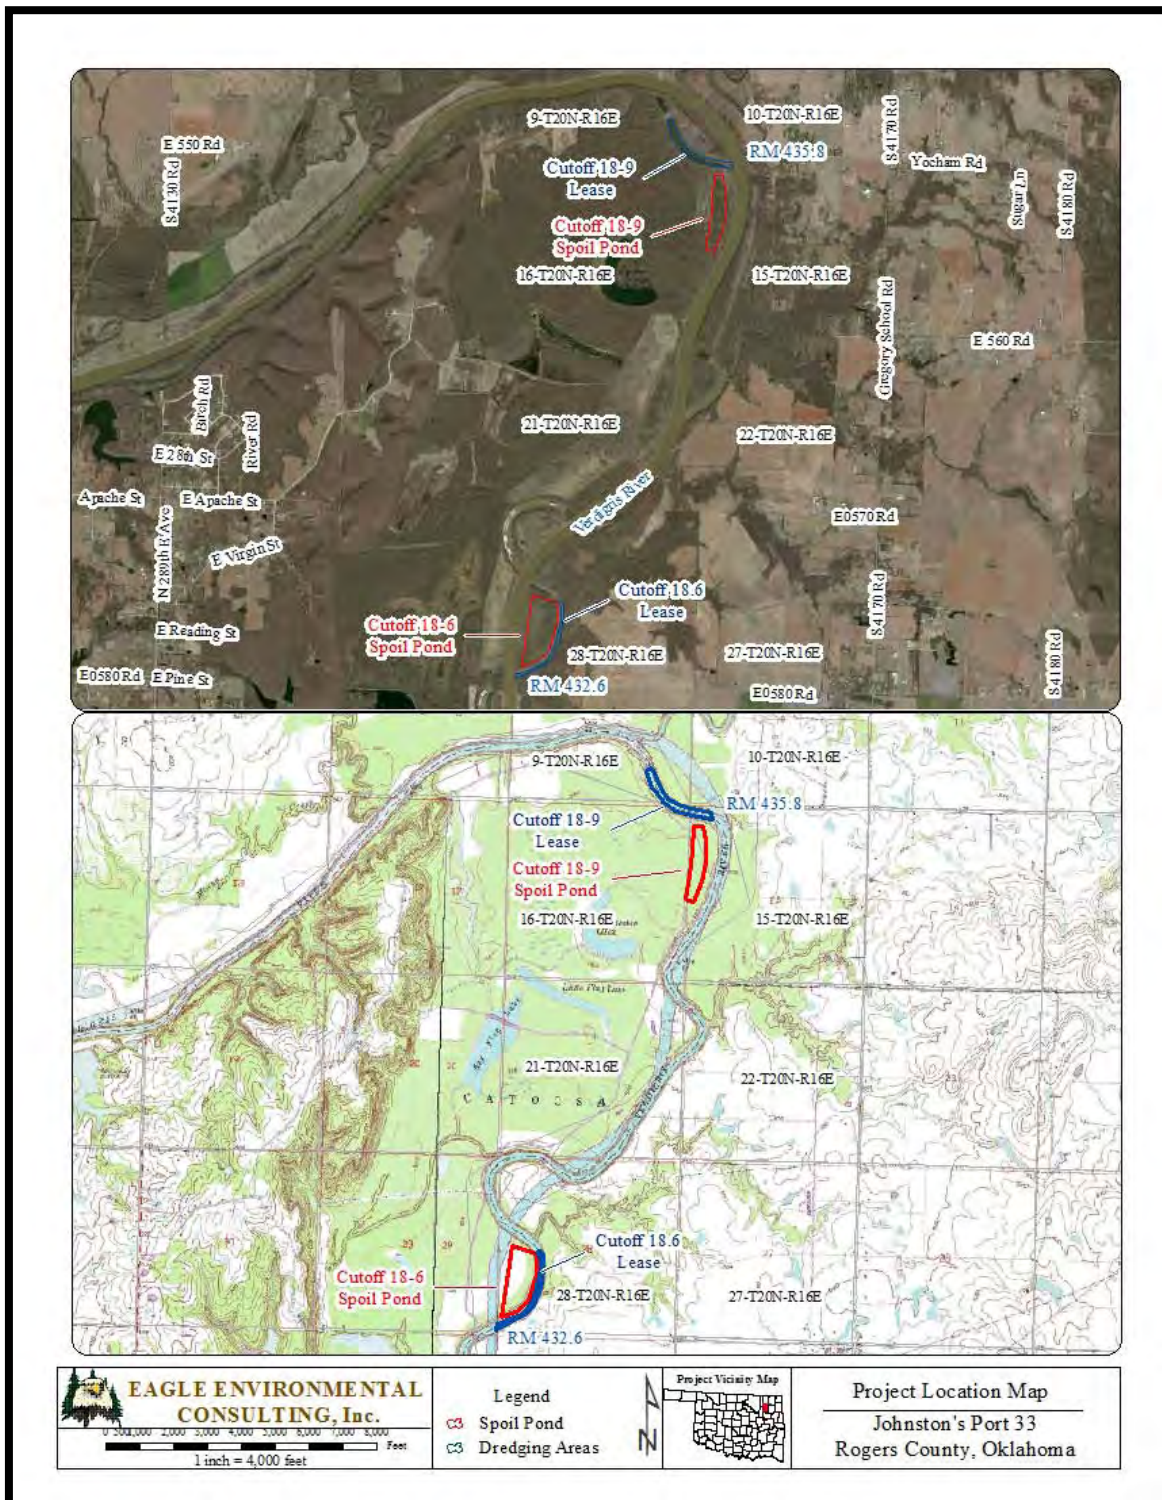 9-T20N-R16E
10-T20N-R16E
S4170 Rd
E 550 Rd
S4130 Rd
Cutoff 18-9
Lease
RM 435.8
Yocham Rd
Sugar Ln
S4180 Rd
Cutoff 18-9
Spoil Pond
16-T20N-R16E
15-T20N-R16E
Gregory School Rd
E 560 Rd
Birch Rd
River Rd
21-T20N-R16E
22-T20N-R16E
E 28th St
Apache St
E Apache St
Verdigris River
E0570 Rd
N 289th E Ave
E Virgin St
Cutoff 18.6
Lease
S4170 Rd
Cutoff 18-6
Spoil Pond
E Reading St
28-T20N-R16E
27-T20N-R16E
S4180 Rd
E0580 Rd
E Pine St
RM 432.6
E0580 Rd
9-T20N-R16E
10-T20N-R16E
RM 435.8
Cutoff 18-9
Lease
RIVER
Cutoff 18-9
Spoil Pond
16-T20N-R16E
15-T20N-R16E
21-T20N-R16E
22-T20N-R16E
CATOOSA
VERDIGRIS
Cutoff 18.6
Lease
Cutoff 18-6
Spoil Pond
28-T20N-R16E
27-T20N-R16E
RM 432.6
EAGLE ENVIRONMENTAL
CONSULTING, Inc.
0 500 1,000 2,000 3,000 4,000 5,000 6,000 7,000 8,000
Feet
1 inch = 4,000 feet
Legend
Spoil Pond
Dredging Areas
N
Project Vicinity Map
Project Location Map
Johnston's Port 33
Rogers County, Oklahoma